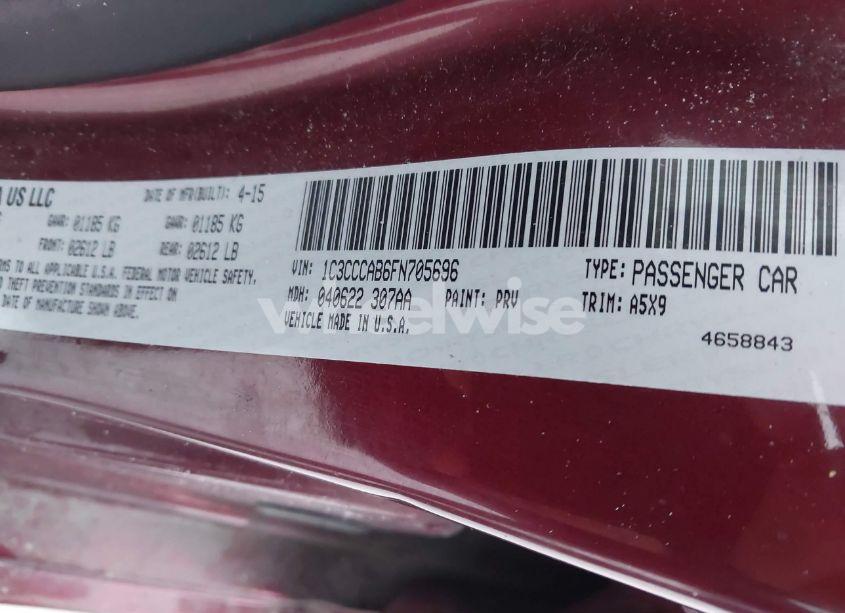 A US LLC
DATE OF MFR(BUILT): 4-15
GAWR: 01185 KG GAWR: 01185 KG
FRONT: 02612 LB REAR: 02612 LB
TO ALL APPLICABLE U.S.A. FEDERAL MOTOR VEHICLE SAFETY,
THEFT PREVENTION STANDARDS IN EFFECT ON
DATE OF MANUFACTURE SHOWN ABOVE.
VIN: 1C3CCCAB6FN705696
MDH: 040622 307AA PAINT: PRV
VEHICLE MADE IN U.S.A.
TYPE: PASSENGER CAR
TRIM: A5X9
4658843
wheelwise